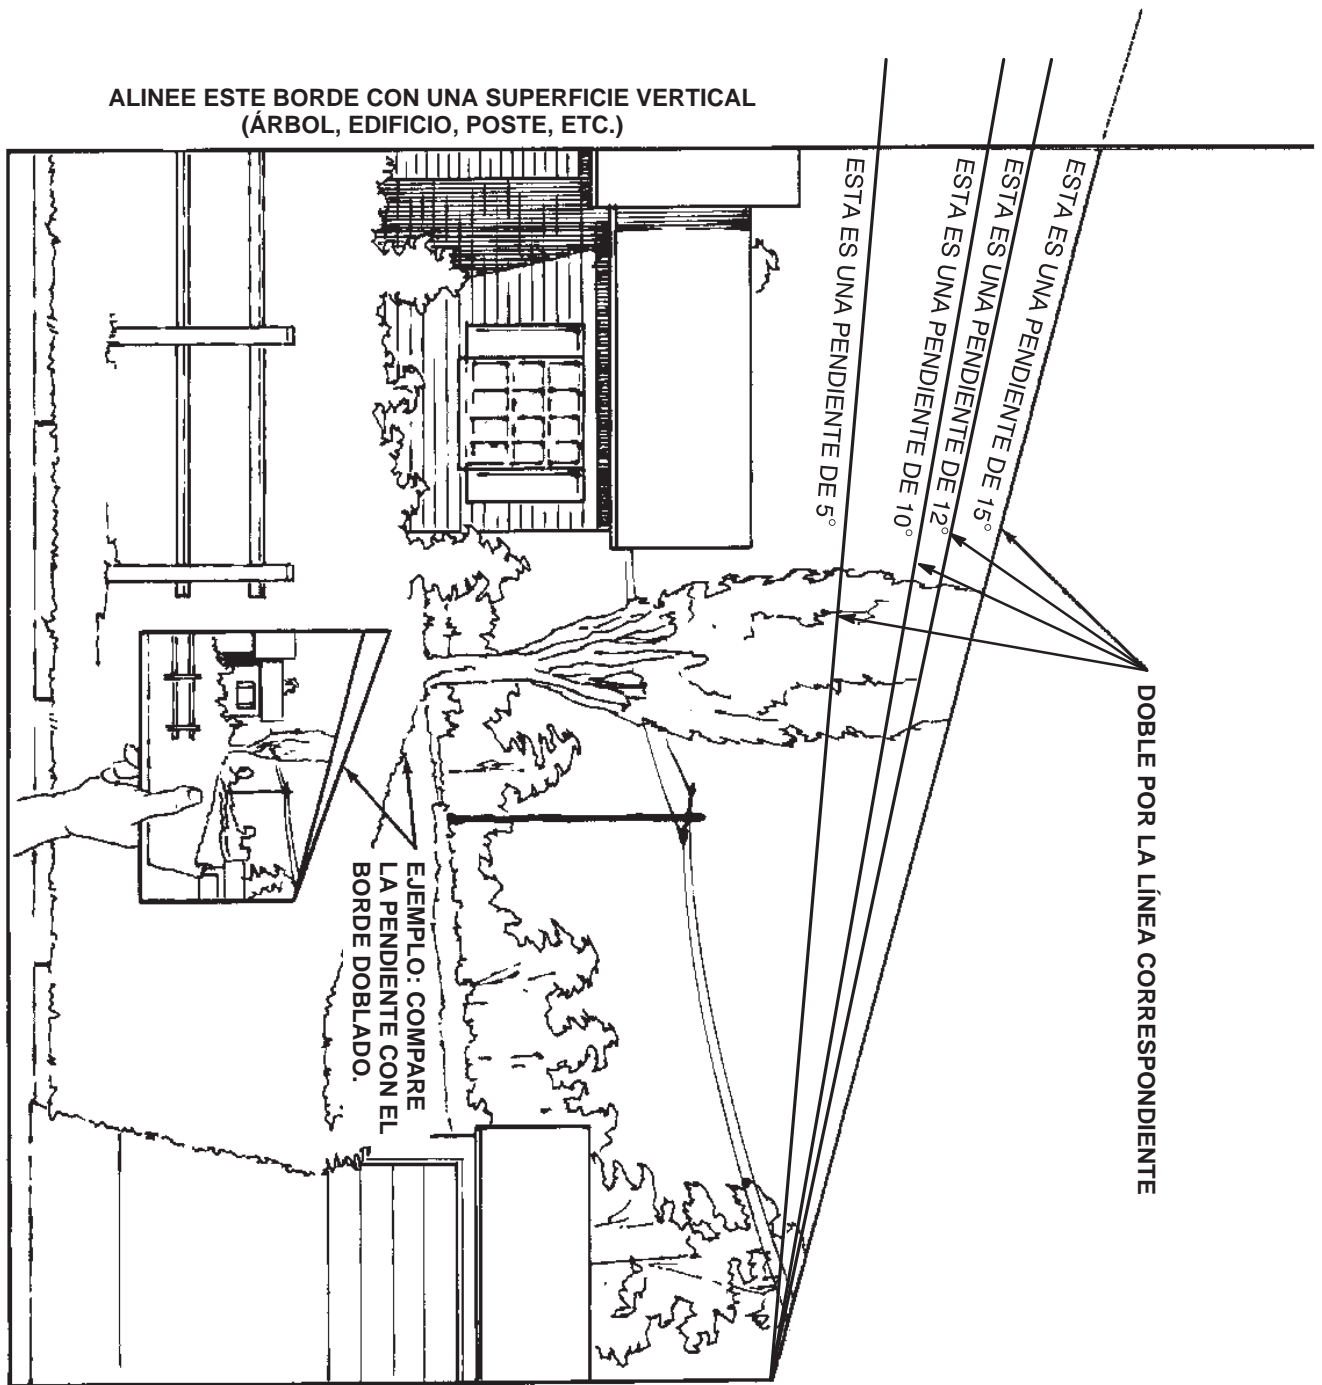 ALINEE ESTE BORDE CON UNA SUPERFICIE VERTICAL
(ÁRBOL, EDIFICIO, POSTE, ETC.)
ESTA ES UNA PENDIENTE DE 15°
ESTA ES UNA PENDIENTE DE 12°
ESTA ES UNA PENDIENTE DE 10°
ESTA ES UNA PENDIENTE DE 5°
DOBLE POR LA LÍNEA CORRESPONDIENTE
EJEMPLO: COMPARE
LA PENDIENTE CON EL
BORDE DOBLADO.